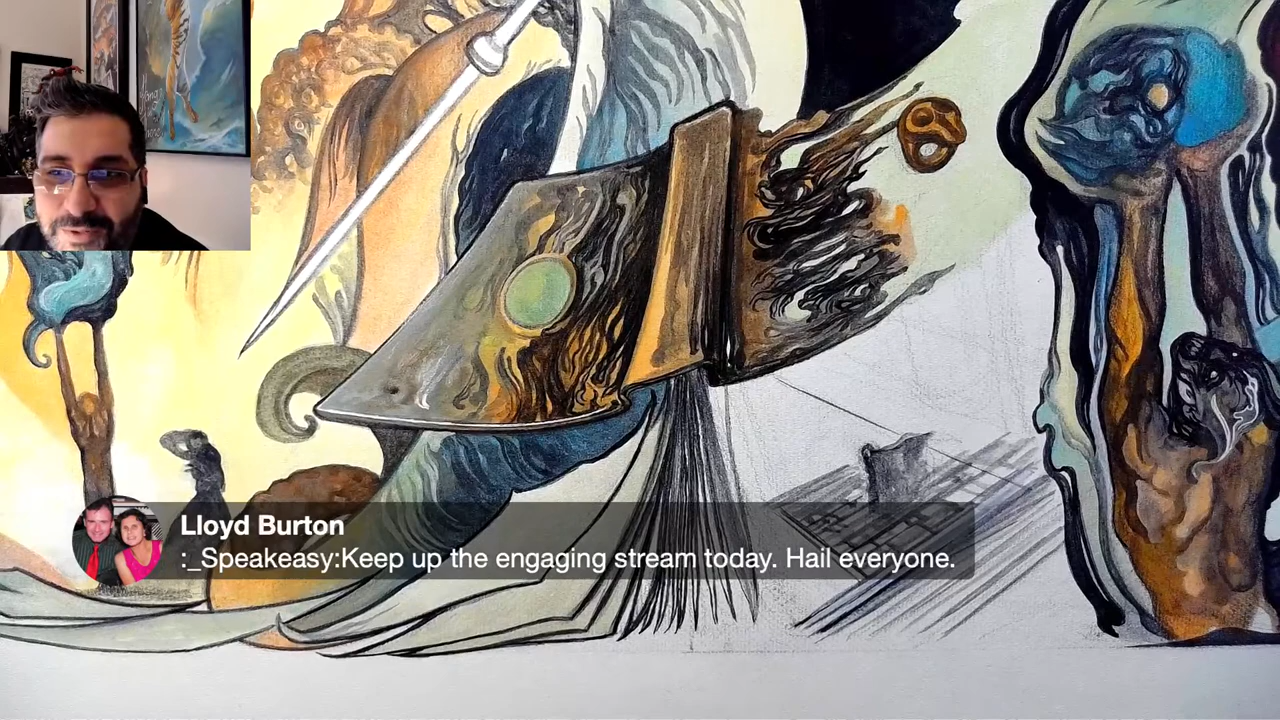 Lloyd Burton
:_Speakeasy:Keep up the engaging stream today. Hail everyone.